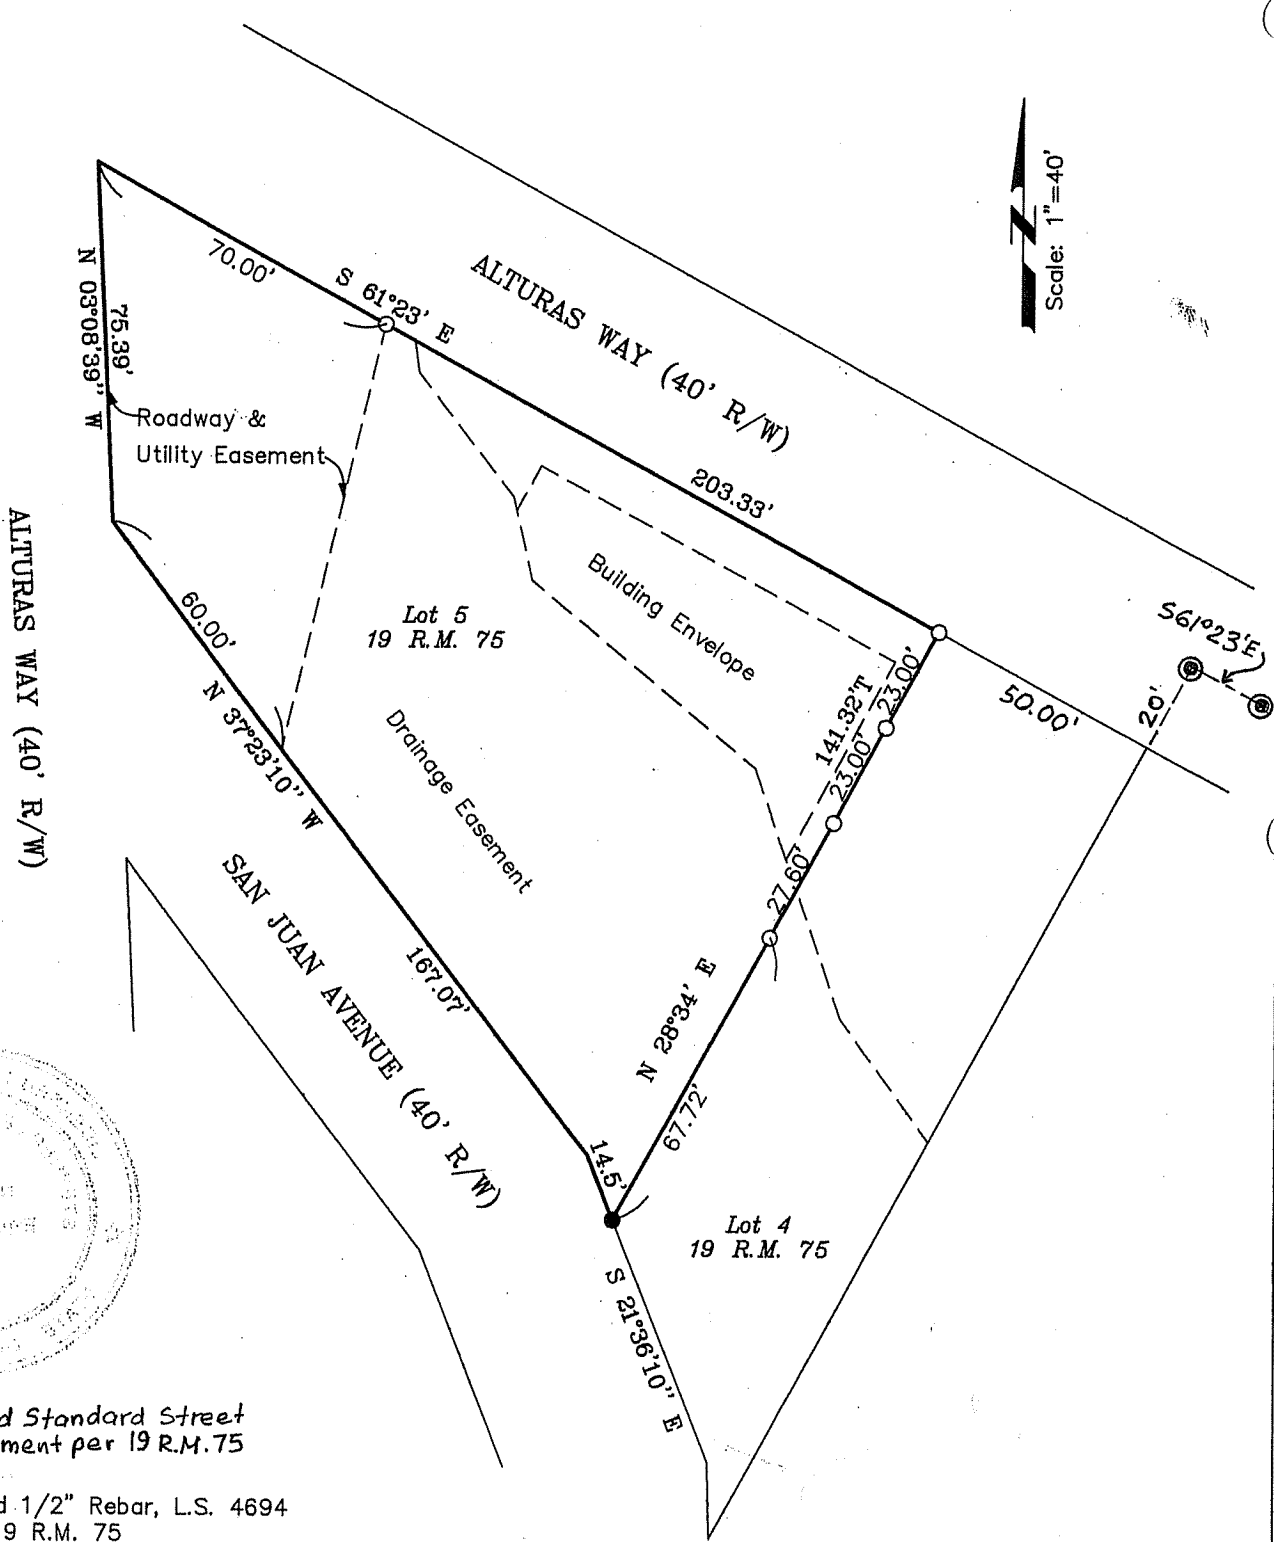 Scale: 1"=40'
ALTURAS WAY (40' R/W)
70.00'
S 61°23' E
203.33'
N 03°08'39" W
75.39'
Roadway &
Utility Easement
Building Envelope
Lot 5
19 R.M. 75
Drainage Easement
141.32'T
23.00'
23.00'
27.60'
N 28°34' E
67.72'
50.00'
20'
S61°23'E
ALTURAS WAY (40' R/W)
60.00'
N 37°23'10" W
167.07'
SAN JUAN AVENUE (40' R/W)
14.5'
Lot 4
19 R.M. 75
S 21°36'10" E
d Standard Street
ment per 19 R.M.75
d 1/2" Rebar, L.S. 4694
9 R.M. 75